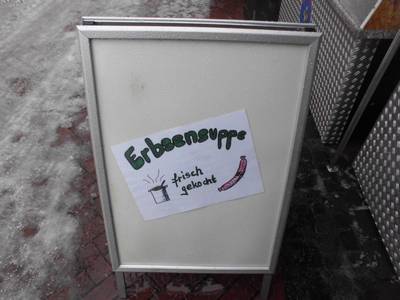 Erbsensuppe
frisch
gekocht